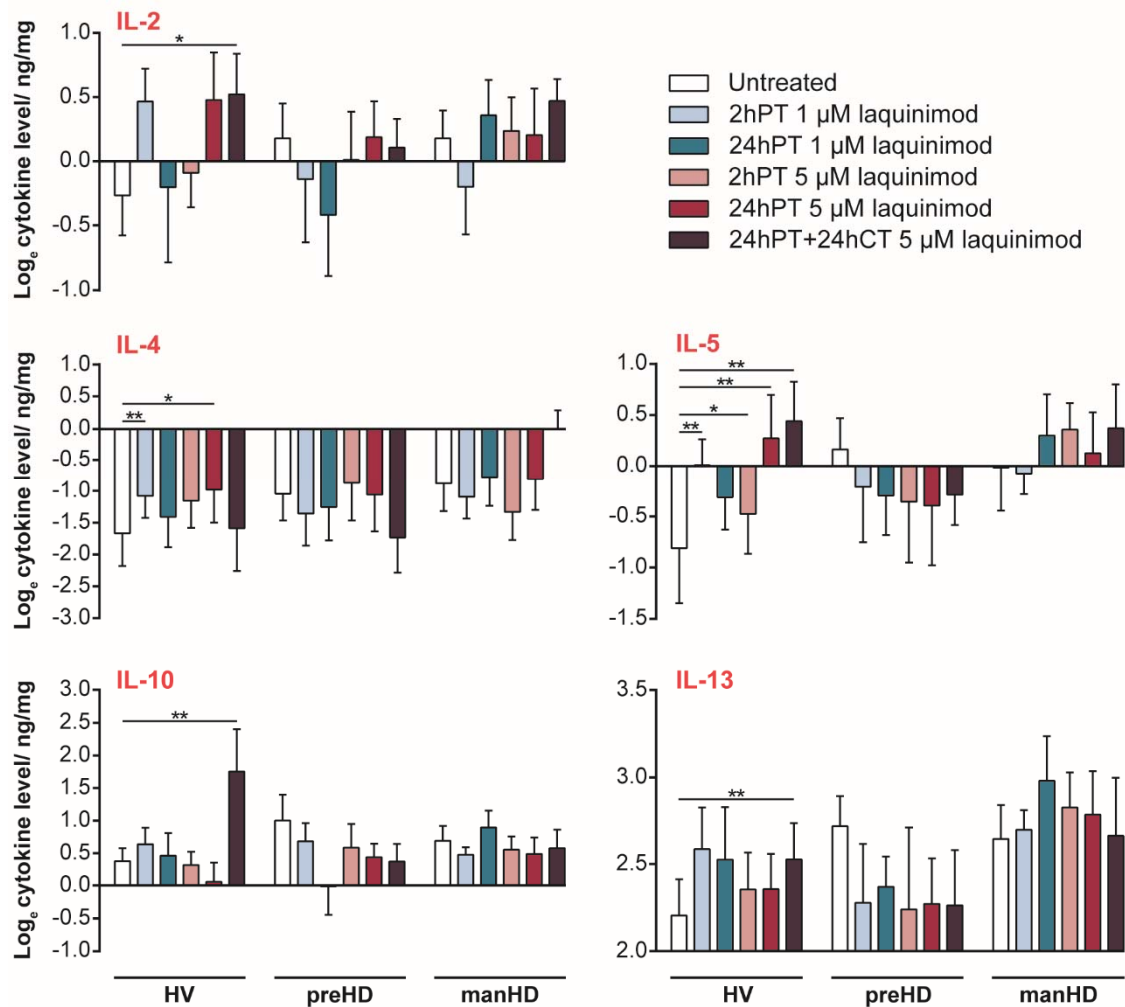 IL-2
Log_e cytokine level/ ng/mg
1.0
0.5
0.0
-0.5
-1.0
*
Untreated
2hPT 1 µM laquinimod
24hPT 1 µM laquinimod
2hPT 5 µM laquinimod
24hPT 5 µM laquinimod
24hPT+24hCT 5 µM laquinimod
IL-4
Log_e cytokine level/ ng/mg
1.0
0.5
0.0
-0.5
-1.0
-1.5
-2.0
-2.5
-3.0
*
**
IL-5
1.0
0.5
0.0
-0.5
-1.0
-1.5
**
**
*
**
IL-10
Log_e cytokine level/ ng/mg
3.0
2.5
2.0
1.5
1.0
0.5
0.0
-0.5
-1.0
**
HV
preHD
manHD
IL-13
3.5
3.0
2.5
2.0
**
HV
preHD
manHD